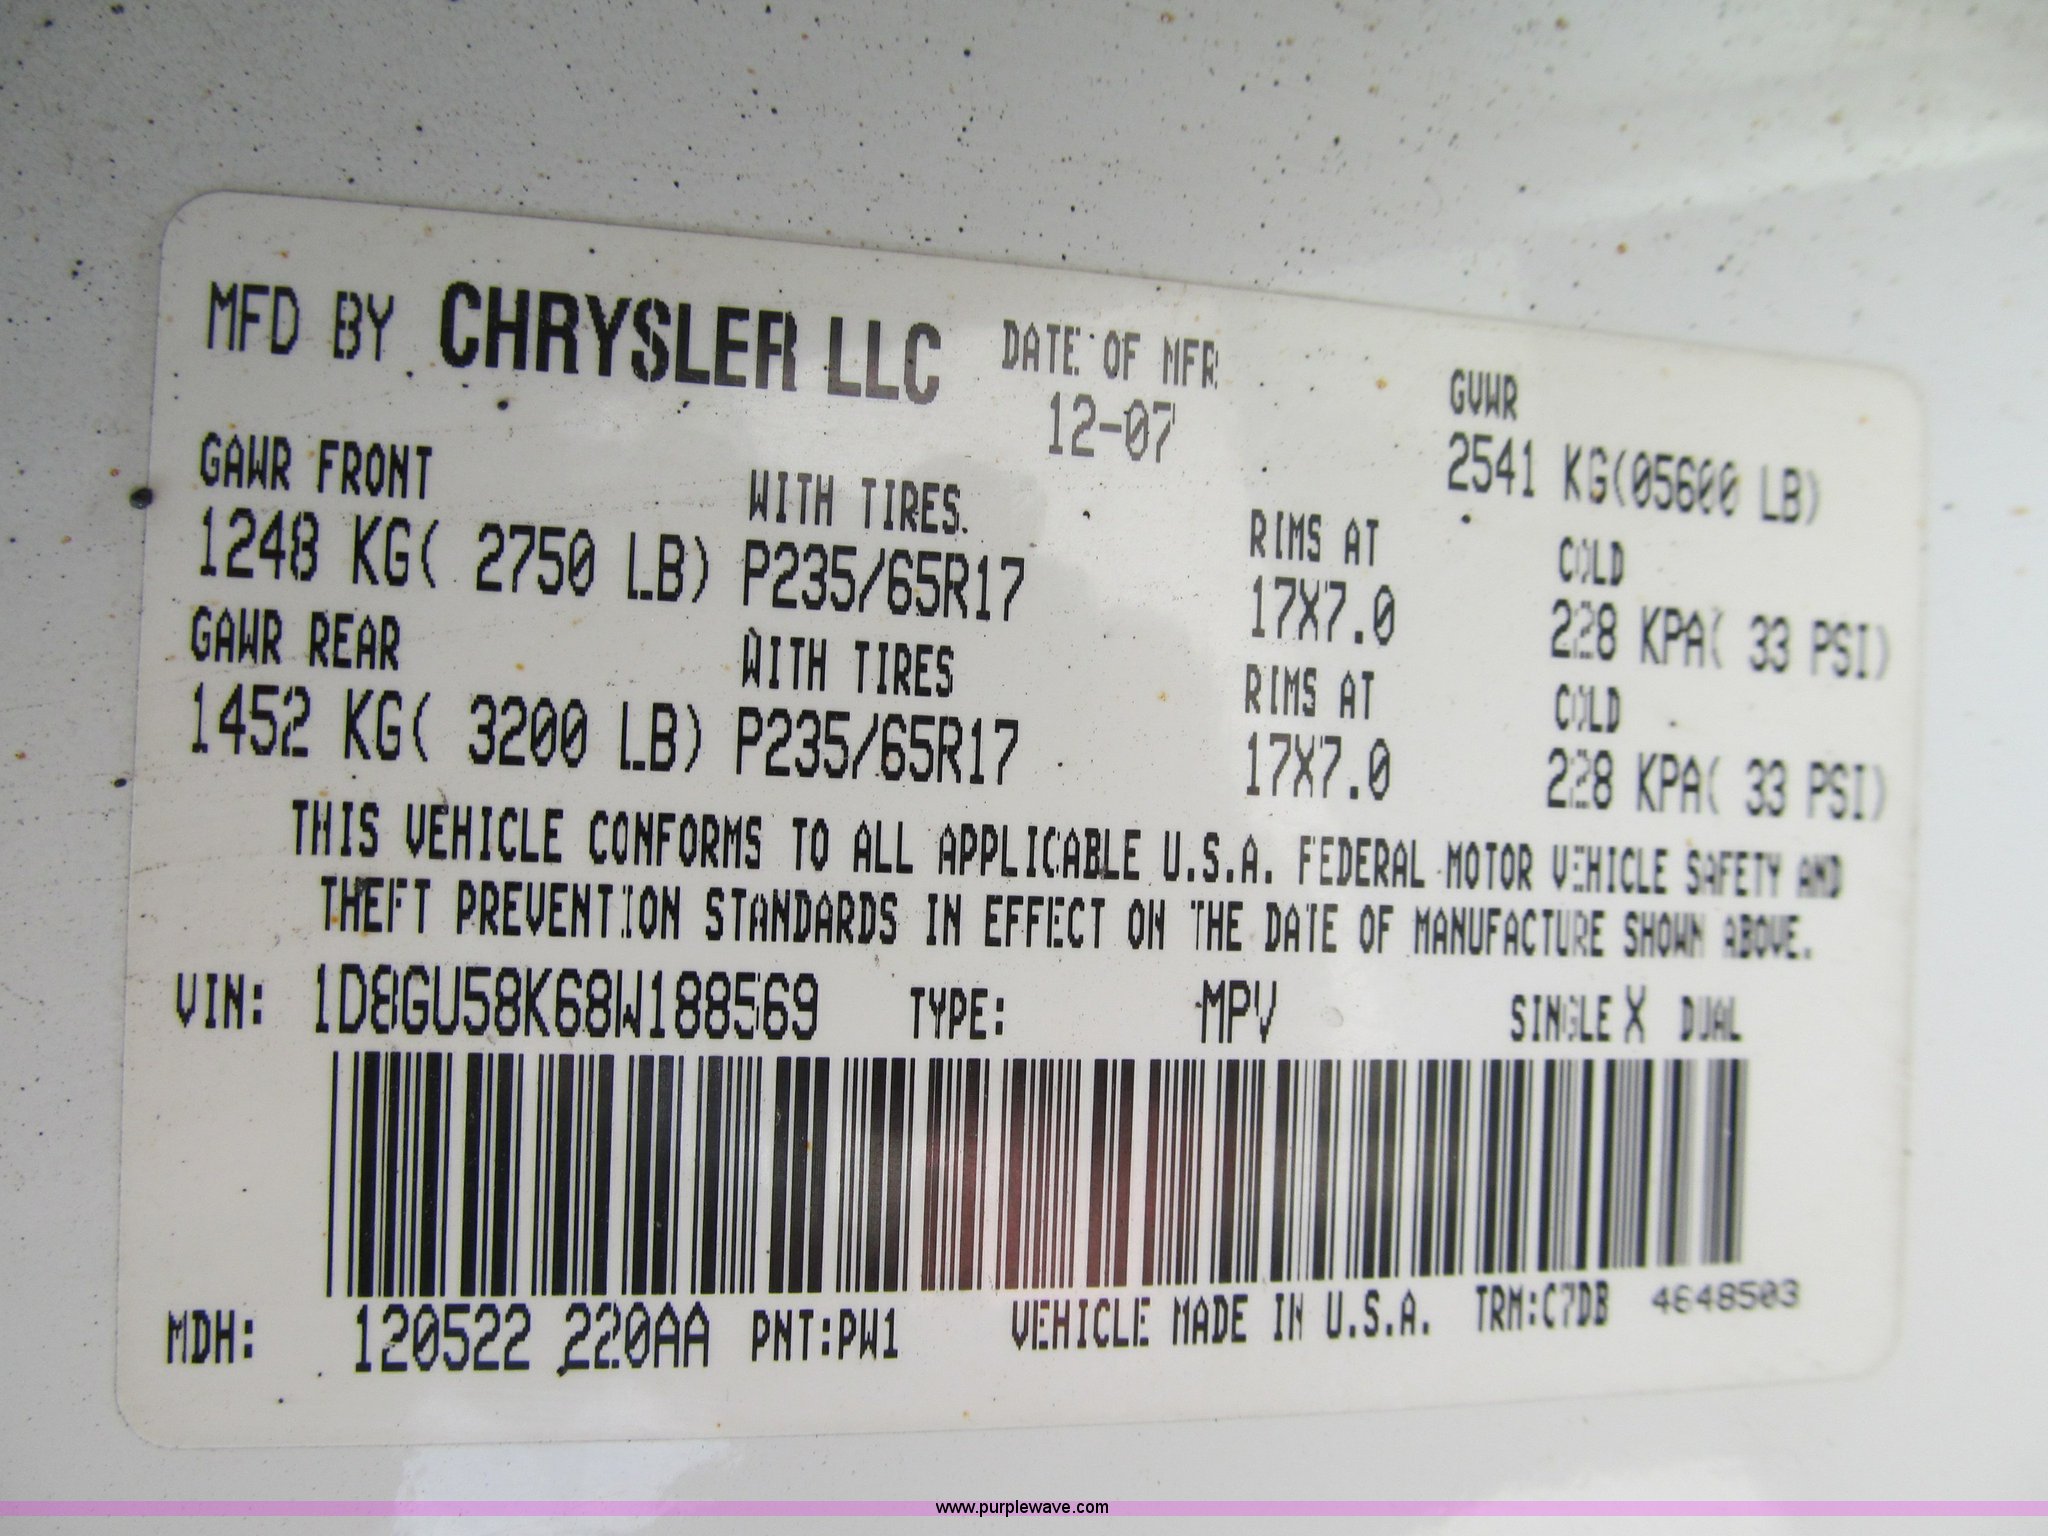 MFD BY CHRYSLER LLC DATE OF MFR GVWR
12-07 2541 KG(05600 LB)
GAWR FRONT WITH TIRES RIMS AT COLD
1248 KG( 2750 LB) P235/65R17 17X7.0 228 KPA( 33 PSI)
GAWR REAR WITH TIRES RIMS AT COLD
1452 KG( 3200 LB) P235/65R17 17X7.0 228 KPA( 33 PSI)
THIS VEHICLE CONFORMS TO ALL APPLICABLE U.S.A. FEDERAL MOTOR VEHICLE SAFETY AND
THEFT PREVENTION STANDARDS IN EFFECT ON THE DATE OF MANUFACTURE SHOWN ABOVE.
VIN: 1D8GU58K68W188569 TYPE: MPV SINGLE X DUAL
MDH: 120522 220AA PNT:PW1 VEHICLE MADE IN U.S.A. TRM:C7DB 4648503
www.purplewave.com